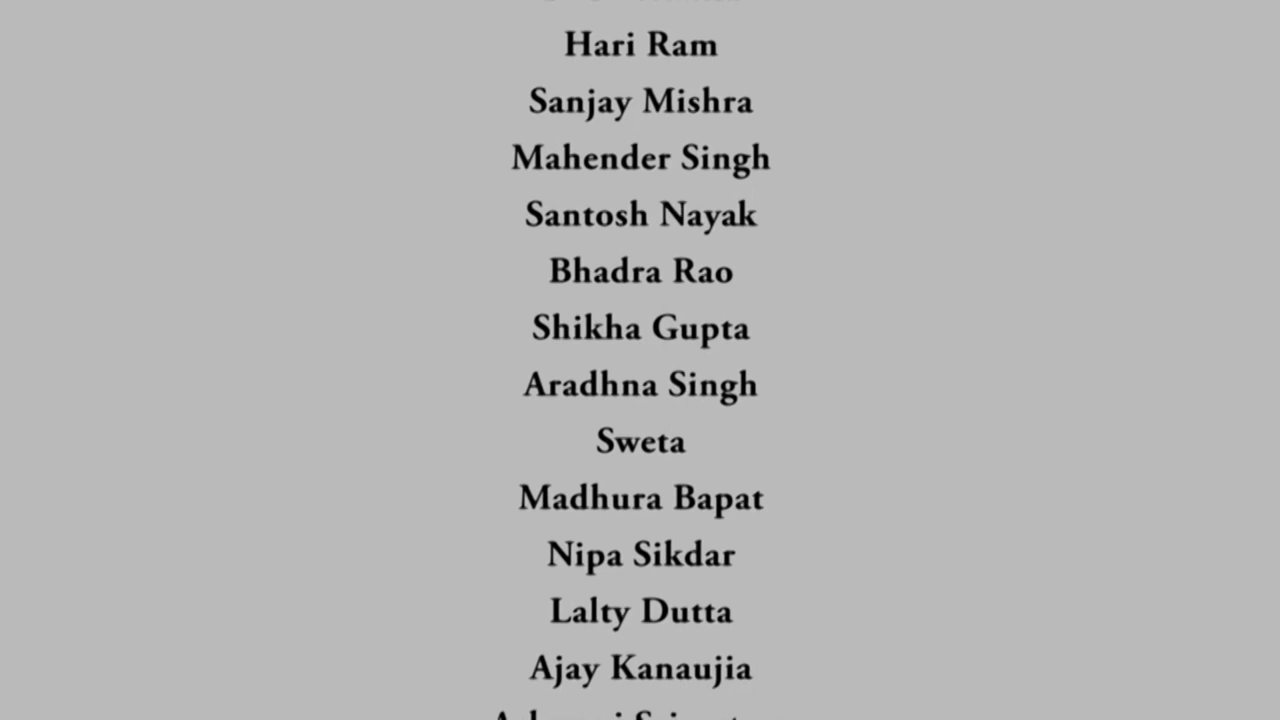 Hari Ram
Sanjay Mishra
Mahender Singh
Santosh Nayak
Bhadra Rao
Shikha Gupta
Aradhna Singh
Sweta
Madhura Bapat
Nipa Sikdar
Lalty Dutta
Ajay Kanaujia